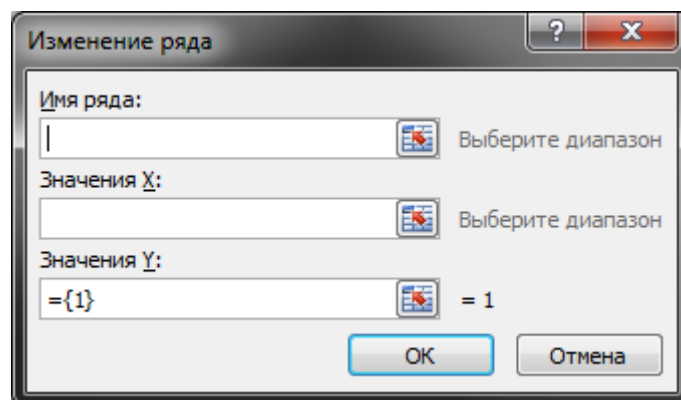 Изменение ряда
?
X
Имя ряда:
Выберите диапазон
Значения X:
Выберите диапазон
Значения Y:
={1}
= 1
ОК
Отмена